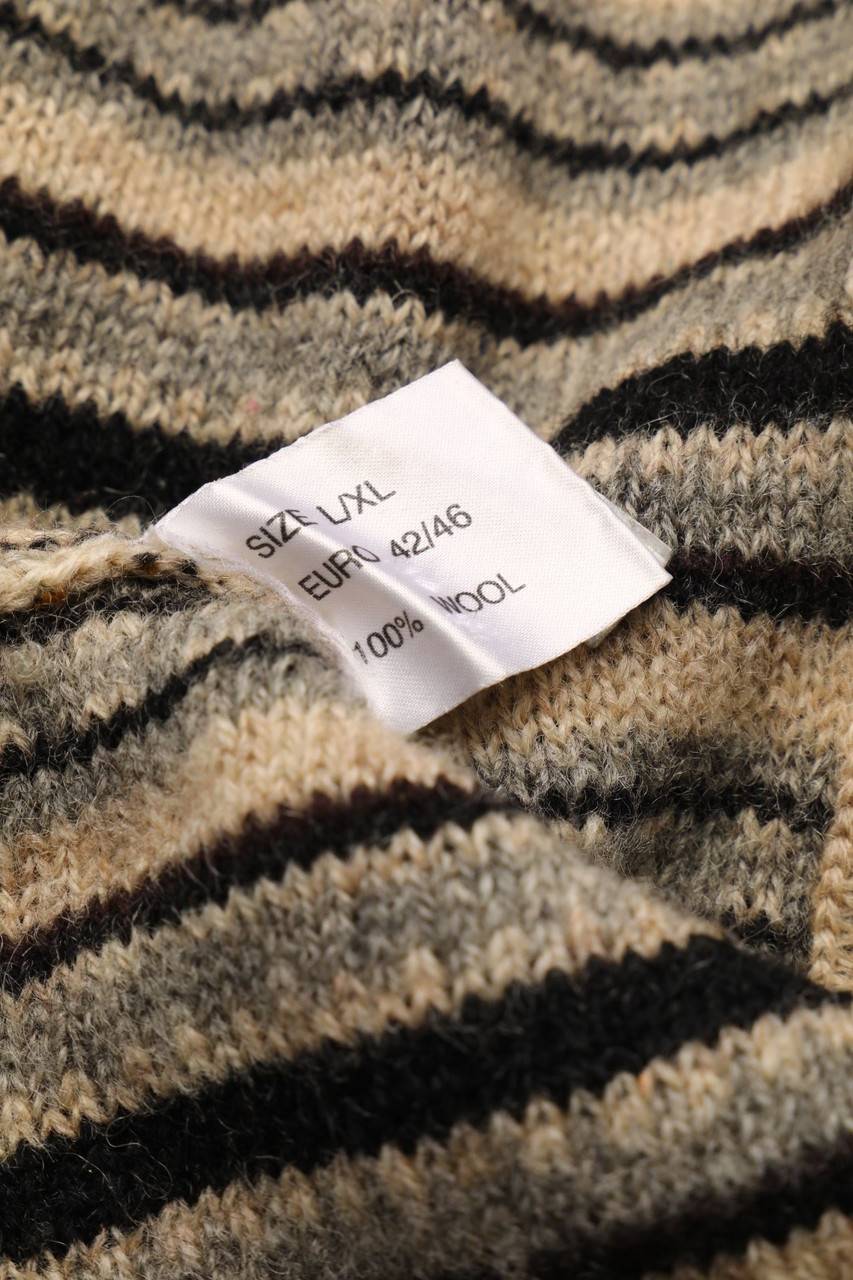 SIZE L/XL
EURO 42/46
100% WOOL